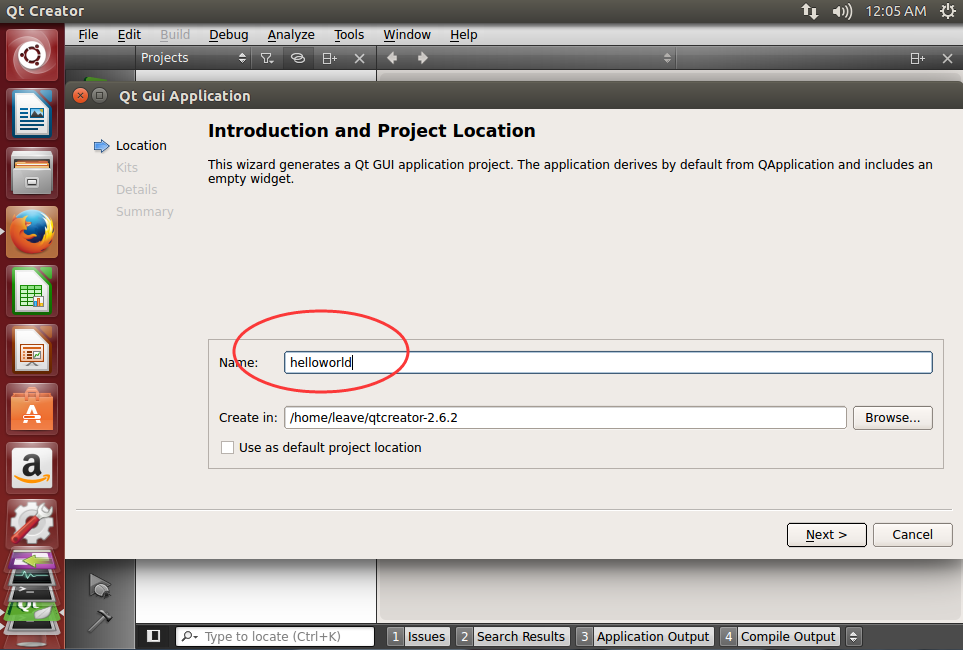 Qt Creator
12:05 AM
File Edit Build Debug Analyze Tools Window Help
Projects
Qt Gui Application
Location
Kits
Details
Summary
Introduction and Project Location
This wizard generates a Qt GUI application project. The application derives by default from QApplication and includes an
empty widget.
Name: helloworld
Create in: /home/leave/qtcreator-2.6.2 Browse...
Use as default project location
Next > Cancel
Type to locate (Ctrl+K) 1 Issues 2 Search Results 3 Application Output 4 Compile Output